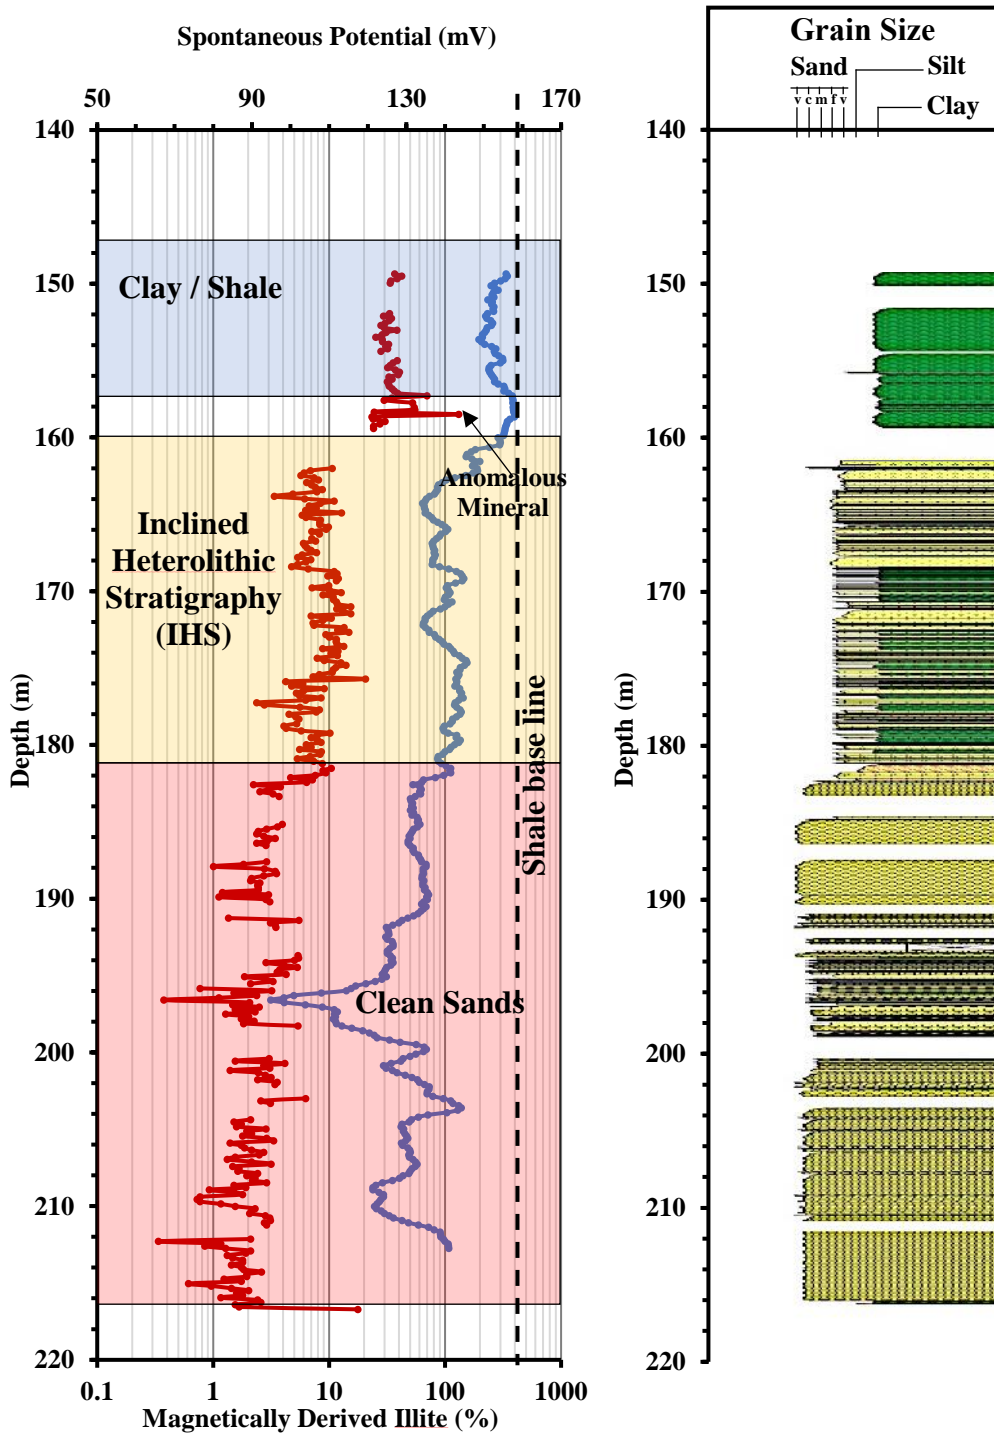 Spontaneous Potential (mV)
50 90 130 170
140
150
160
170
180
190
200
210
220
Depth (m)
Clay / Shale
Anomalous
Mineral
Inclined
Heterolithic
Stratigraphy
(IHS)
Clean Sands
Shale base line
0.1 1 10 100 1000
Magnetically Derived Illite (%)
Grain Size
Sand
v c m f v
Silt
Clay
140
150
160
170
180
190
200
210
220
Depth (m)